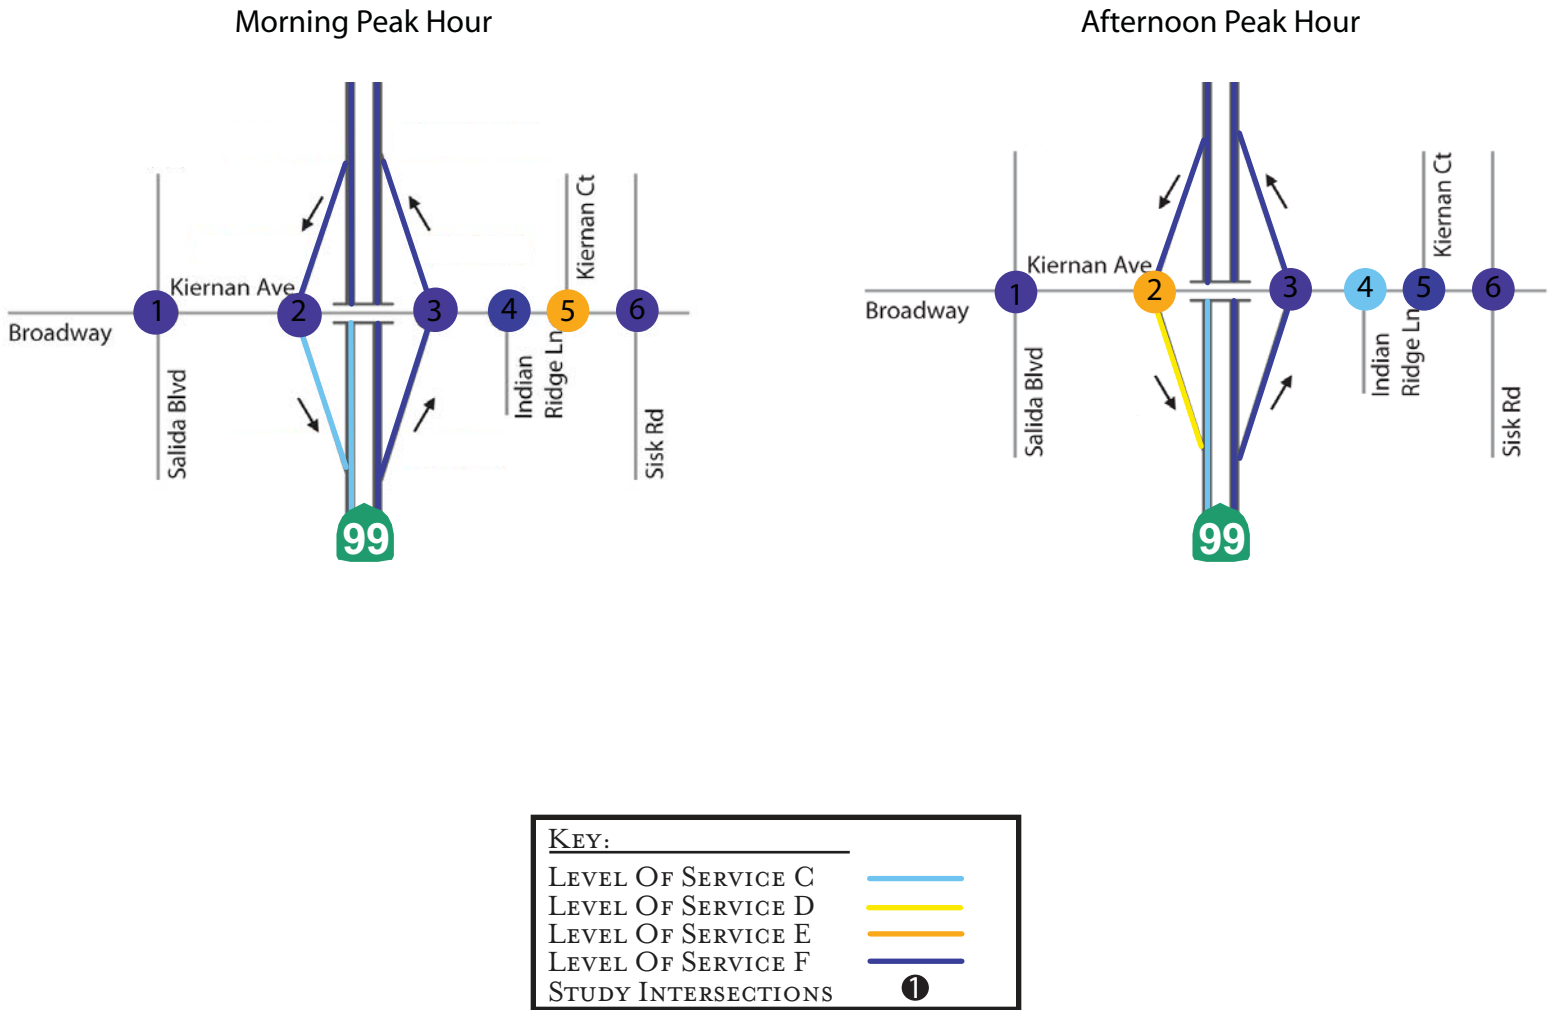 Morning Peak Hour
Kiernan Ave
Broadway
Salida Blvd
Kiernan Ct
Indian
Ridge Ln
Sisk Rd
1
2
3
4
5
6
99
Afternoon Peak Hour
Kiernan Ave
Broadway
Salida Blvd
Kiernan Ct
Indian
Ridge Ln
Sisk Rd
1
2
3
4
5
6
99
KEY:
LEVEL OF SERVICE C
LEVEL OF SERVICE D
LEVEL OF SERVICE E
LEVEL OF SERVICE F
STUDY INTERSECTIONS 1